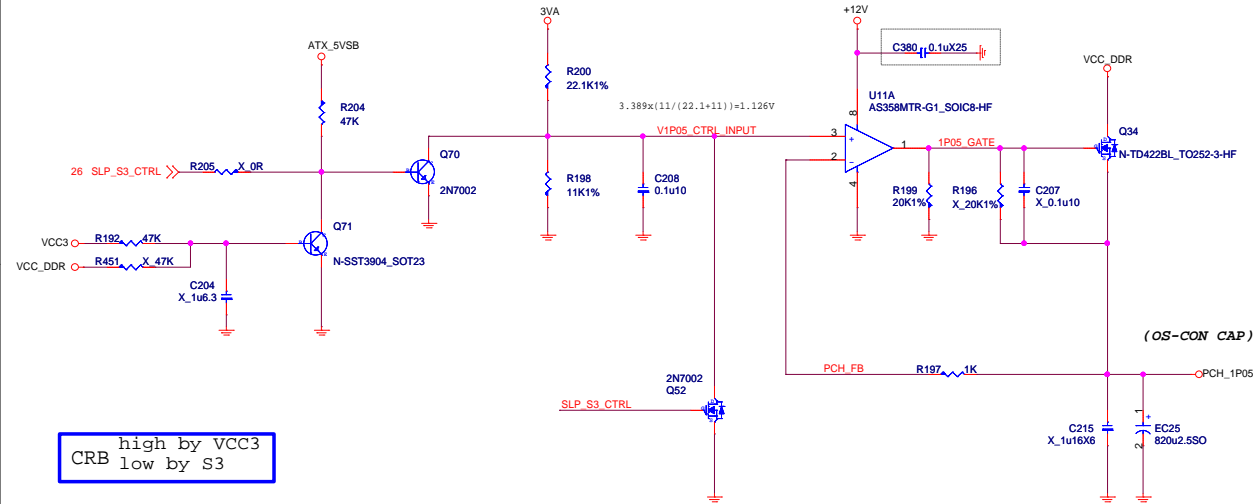 3VA
+12V
ATX_5VSB
C380
0.1uX25
VCC_DDR
R200
22.1K1%
R204
47K
3.389x(11/(22.1+11))=1.126V
U11A
AS358MTR-G1_SOIC8-HF
8
V1P05_CTRL_INPUT
3
+
2
-
1
4
1P05_GATE
Q34
N-TD422BL_TO252-3-HF
26 SLP_S3_CTRL
R205
X_0R
Q70
2N7002
R198
11K1%
C208
0.1u10
R199
20K1%
R196
X_20K1%
C207
X_0.1u10
VCC3
R192
47K
Q71
N-SST3904_SOT23
VCC_DDR
R451
X_47K
C204
X_1u6.3
(OS-CON CAP)
PCH_FB
R197
1K
PCH_1P05
2N7002
Q52
SLP_S3_CTRL
C215
X_1u16X6
1
+
EC25
820u2.5SO
2
CRB
high by VCC3
low by S3